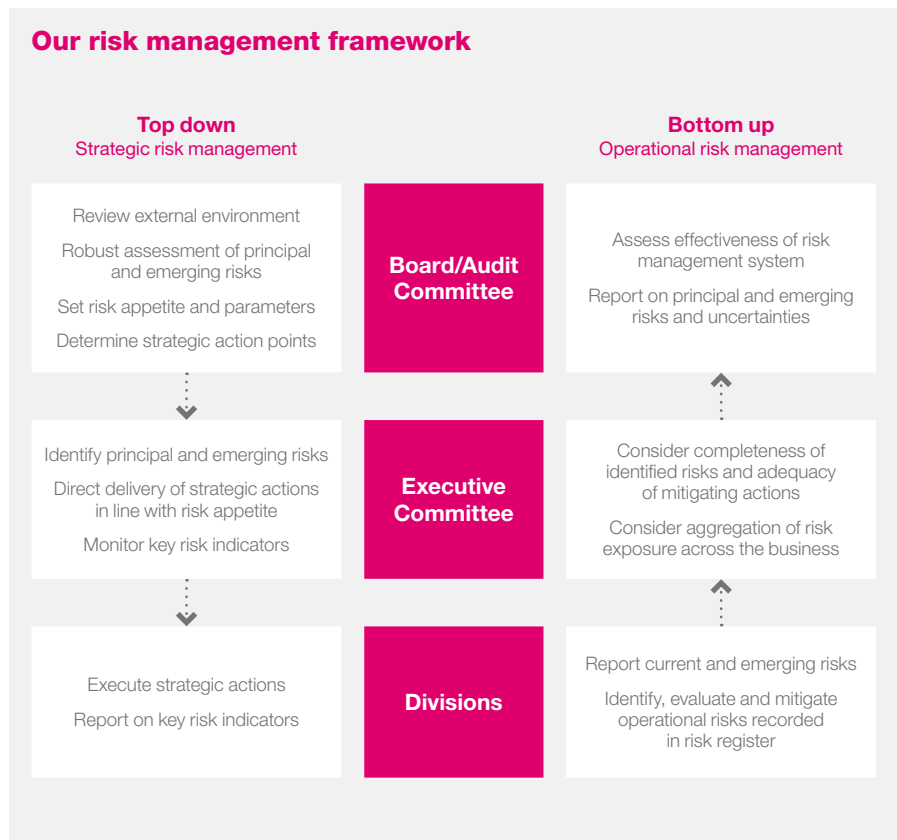 Our risk management framework
Top down
Strategic risk management
Bottom up
Operational risk management
Review external environment
Robust assessment of principal
and emerging risks
Set risk appetite and parameters
Determine strategic action points
Board/Audit
Committee
Assess effectiveness of risk
management system
Report on principal and emerging
risks and uncertainties
Identify principal and emerging risks
Direct delivery of strategic actions
in line with risk appetite
Monitor key risk indicators
Executive
Committee
Consider completeness of
identified risks and adequacy
of mitigating actions
Consider aggregation of risk
exposure across the business
Execute strategic actions
Report on key risk indicators
Divisions
Report current and emerging risks
Identify, evaluate and mitigate
operational risks recorded
in risk register